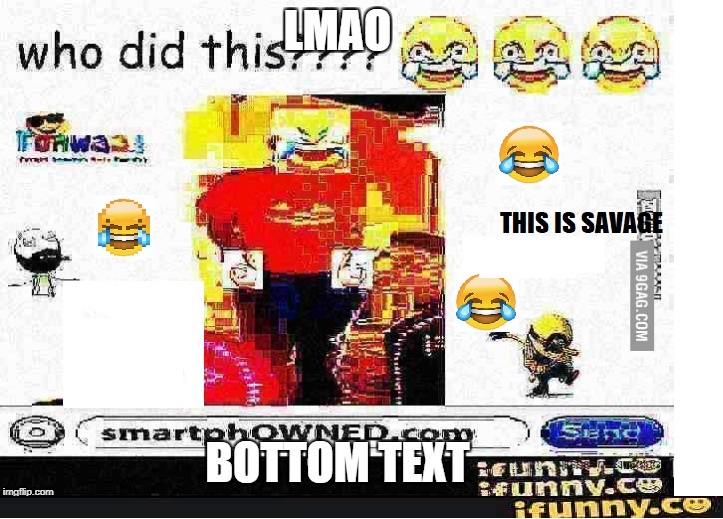 LMAO
who did this????
THIS IS SAVAGE
VIA 9GAG.COM
smartphOWNED.com
Send
BOTTOM TEXT
ifunny.co
ifunny.co
ifunny.co
imgflip.com